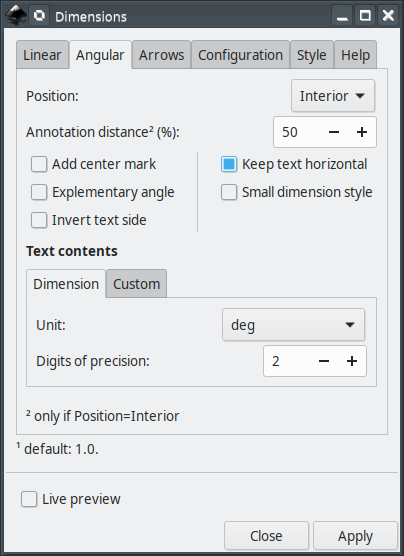 Dimensions
Linear Angular Arrows Configuration Style Help
Position: Interior
Annotation distance² (%): 50 − +
Add center mark Keep text horizontal
Explementary angle Small dimension style
Invert text side
Text contents
Dimension Custom
Unit: deg
Digits of precision: 2 − +
² only if Position=Interior
¹ default: 1.0.
Live preview
Close Apply